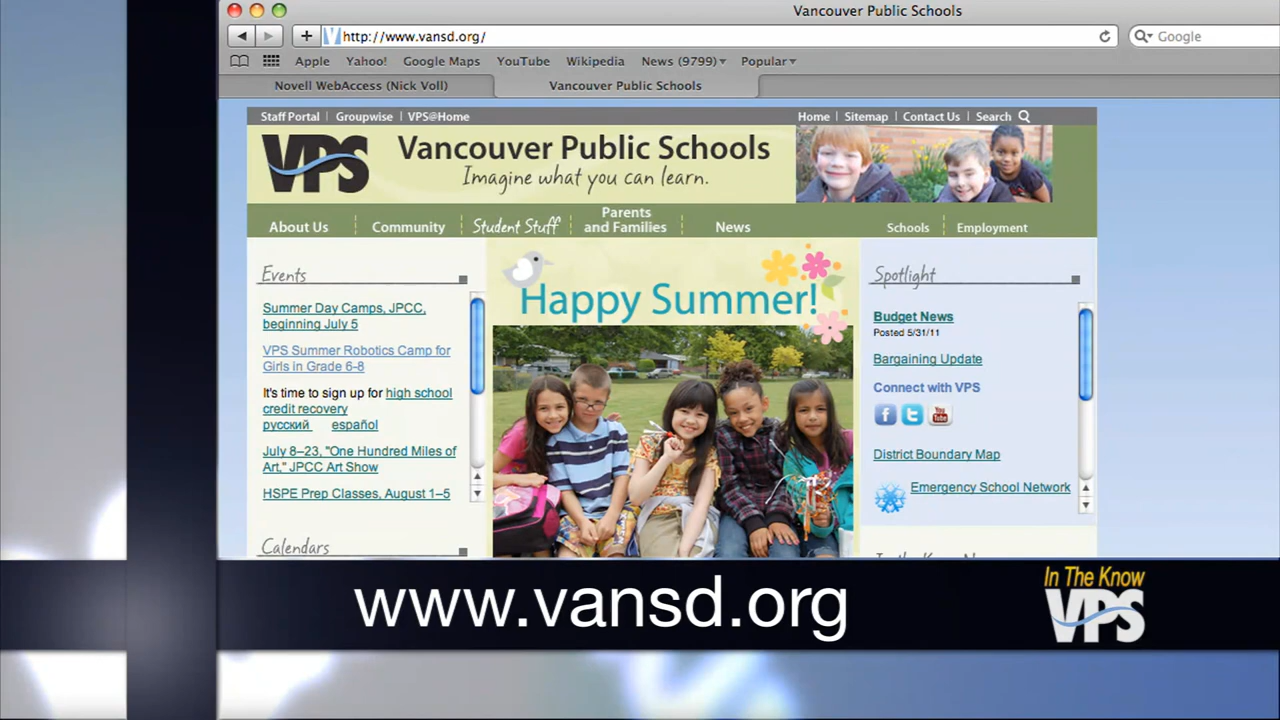 Vancouver Public Schools
http://www.vansd.org/
Google
Apple Yahoo! Google Maps YouTube Wikipedia News (9799) Popular
Novell WebAccess (Nick Voll) Vancouver Public Schools
Staff Portal | Groupwise | VPS@Home
Home | Sitemap | Contact Us | Search
VPS
Vancouver Public Schools
Imagine what you can learn.
About Us Community Student Stuff Parents and Families News Schools Employment
Events
Summer Day Camps, JPCC,
beginning July 5
VPS Summer Robotics Camp for
Girls in Grade 6-8
It's time to sign up for high school
credit recovery
русский español
July 8–23, "One Hundred Miles of
Art," JPCC Art Show
HSPE Prep Classes, August 1–5
Calendars
Happy Summer!
Spotlight
Budget News
Posted 5/31/11
Bargaining Update
Connect with VPS
f t You Tube
District Boundary Map
Emergency School Network
www.vansd.org
In The Know
VPS